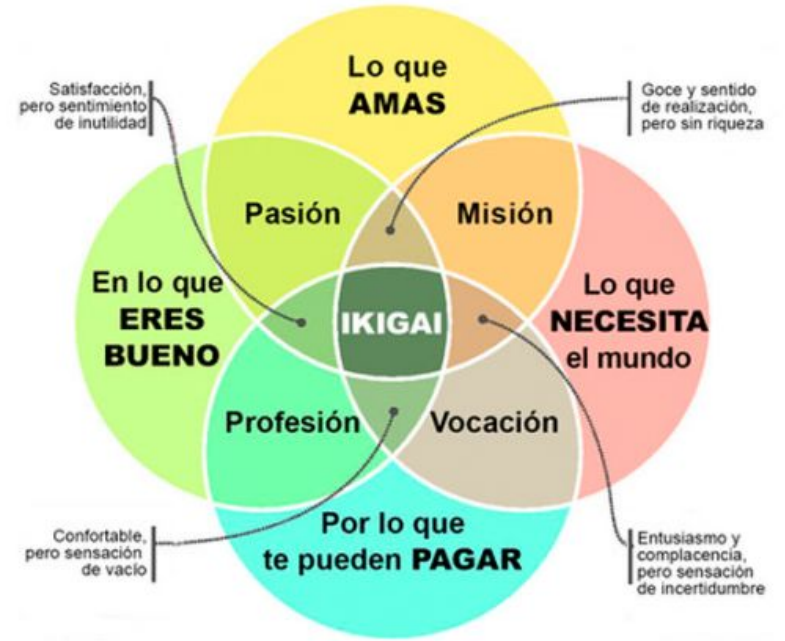 Lo que
AMAS
Satisfacción,
pero sentimiento
de inutilidad
Goce y sentido
de realización,
pero sin riqueza
Pasión
Misión
En lo que
ERES
BUENO
IKIGAI
Lo que
NECESITA
el mundo
Profesión
Vocación
Confortable,
pero sensación
de vacío
Por lo que
te pueden PAGAR
Entusiasmo y
complacencia,
pero sensación
de incertidumbre